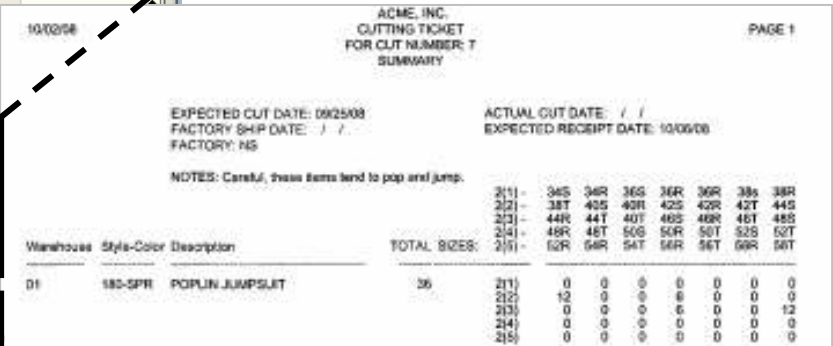 ACME, INC.
10/02/08 CUTTING TICKET PAGE 1
FOR CUT NUMBER: 7
SUMMARY
EXPECTED CUT DATE: 09/25/08 ACTUAL CUT DATE: / /
FACTORY SHIP DATE: / / EXPECTED RECEIPT DATE: 10/06/08
FACTORY: NS
NOTES: Careful, these items tend to pop and jump.
2(1) - 34S 34R 36S 36R 36R 38s 38R
2(2) - 38T 40S 40R 42S 42R 42T 44S
2(3) - 44R 44T 40T 46S 46R 46T 48S
2(4) - 48R 48T 50S 50R 50T 52S 52T
Warehouse Style-Color Description TOTAL SIZES: 2(5) - 52R 54R 54T 56R 56T 58R 58T
01 180-SPR POPLIN JUMPSUIT 36 2(1) 0 0 0 0 0 0 0
2(2) 12 0 0 6 0 0 0
2(3) 0 0 0 6 0 0 12
2(4) 0 0 0 0 0 0 0
2(5) 0 0 0 0 0 0 0